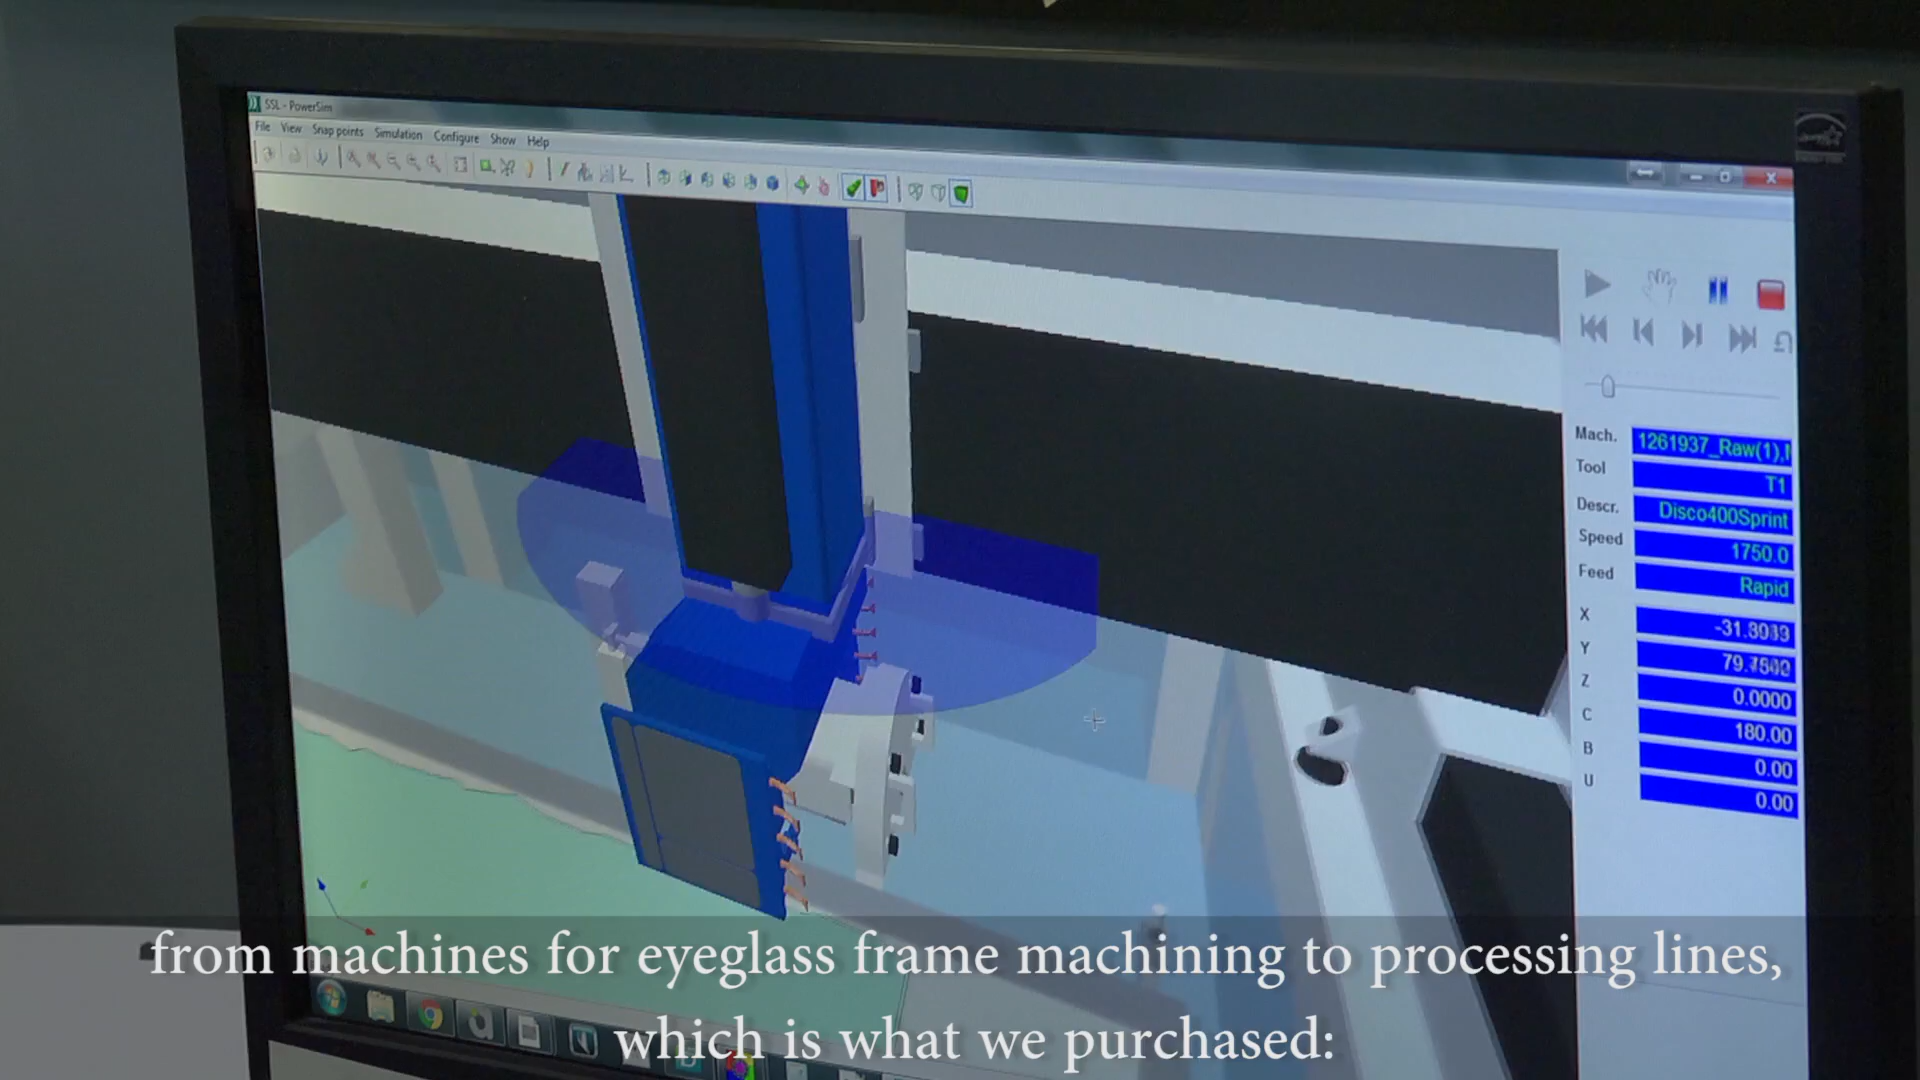 SSL - PowerSim
File View Snap points Simulation Configure Show Help
Mach. 1261937_Raw(1),
Tool T1
Descr. Disco400Sprint
Speed 1750.0
Feed Rapid
X
Y
Z 0.0000
C 180.00
B 0.00
U 0.00
from machines for eyeglass frame machining to processing lines,
which is what we purchased: